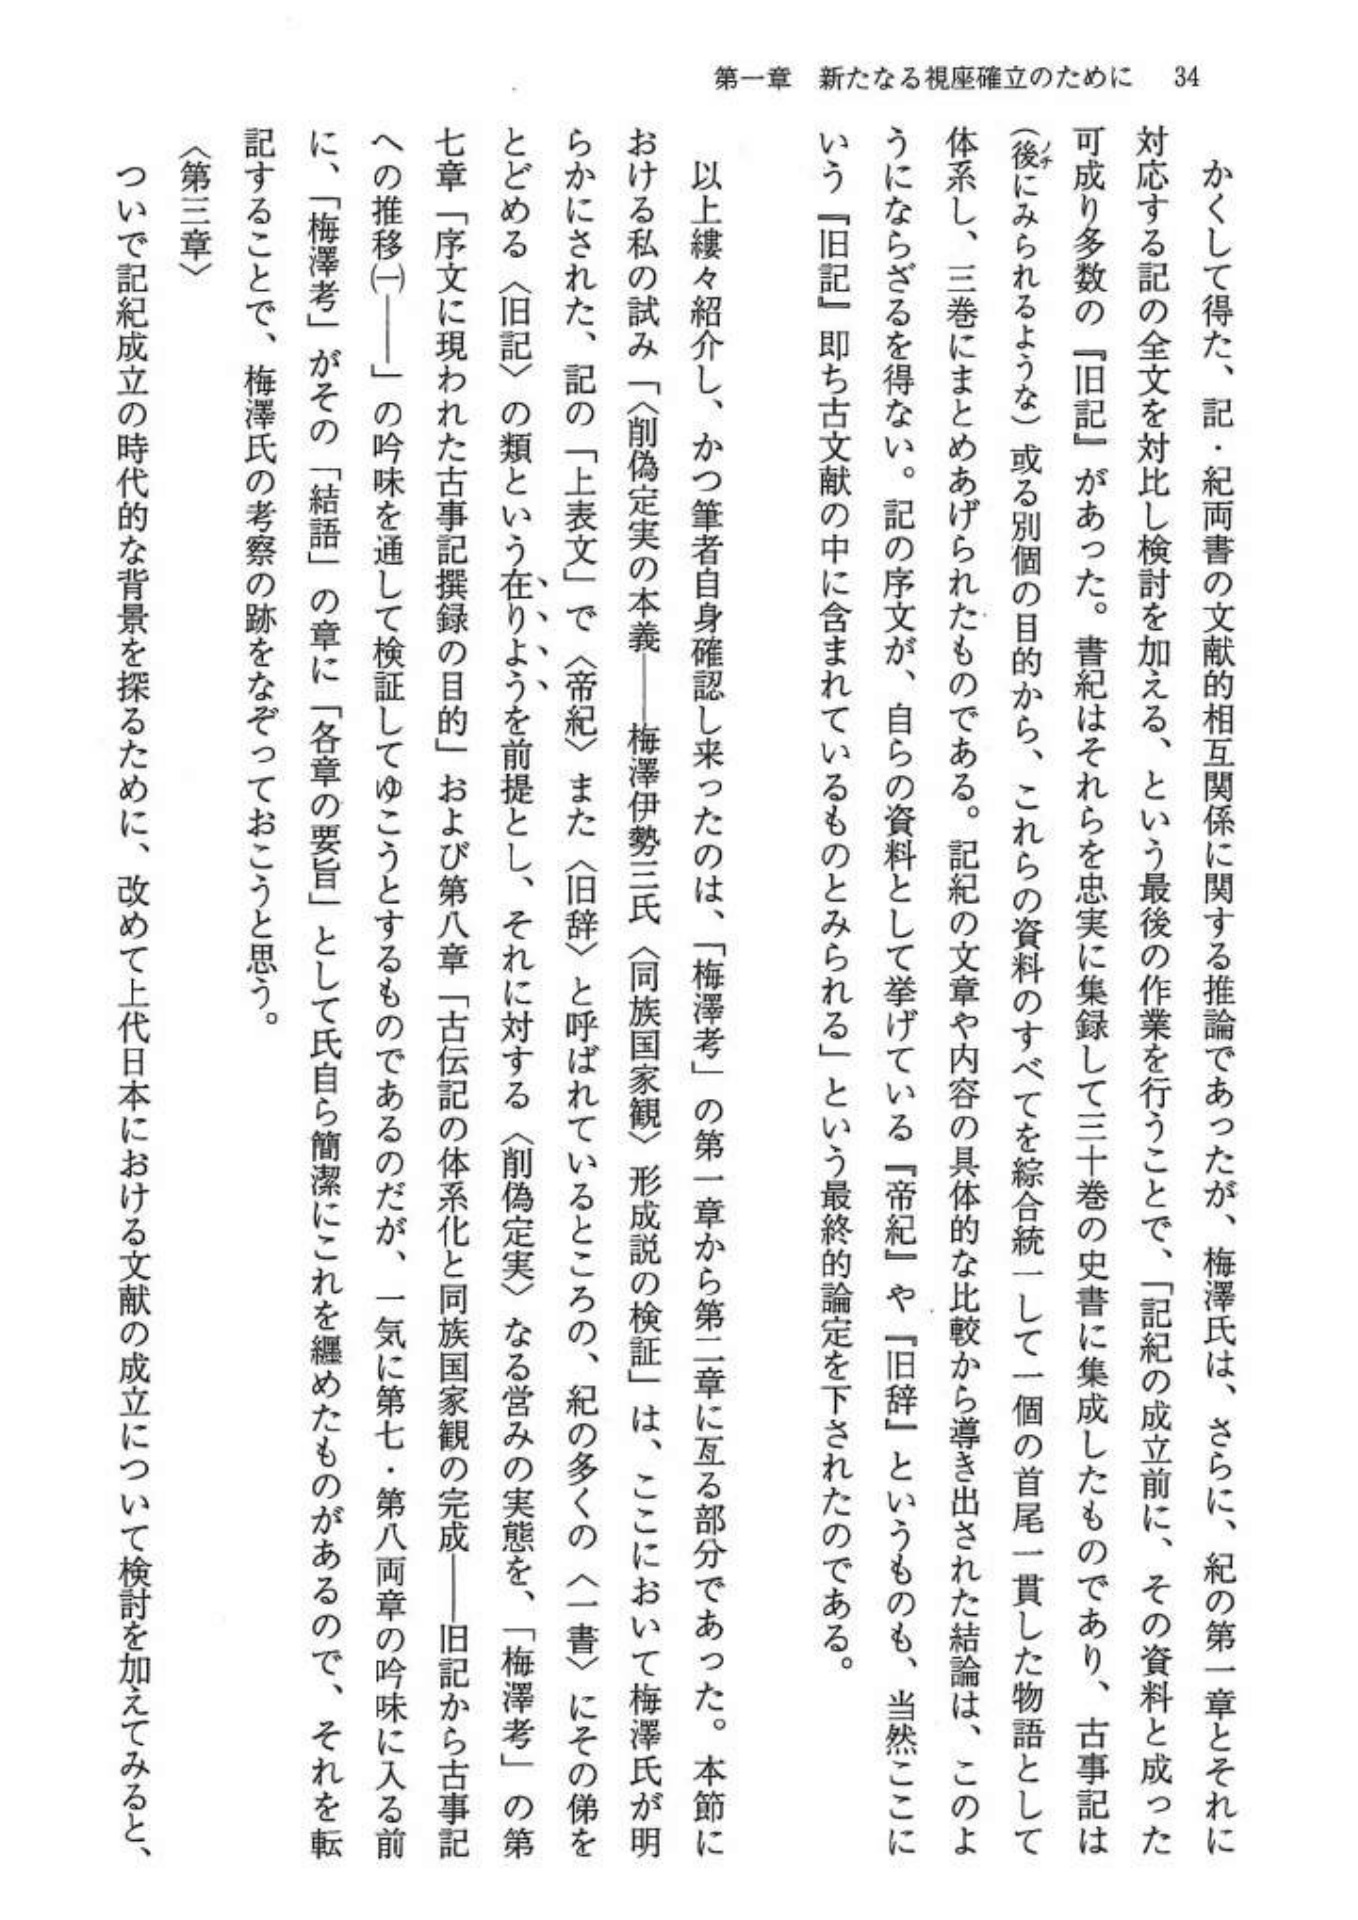 第一章　新たなる視座確立のために　34
　かくして得た、記・紀両書の文献的相互関係に関する推論であったが、梅澤氏は、さらに、紀の第一章とそれに
対応する記の全文を対比し検討を加える、という最後の作業を行うことで、「記紀の成立前に、その資料と成った
可成り多数の『旧記』があった。書紀はそれらを忠実に集録して三十巻の史書に集成したものであり、古事記は
（後にみられるような）或る別個の目的から、これらの資料のすべてを綜合統一して一個の首尾一貫した物語として
体系し、三巻にまとめあげられたものである。記紀の文章や内容の具体的な比較から導き出された結論は、このよ
うにならざるを得ない。記の序文が、自らの資料として挙げている『帝紀』や『旧辞』というものも、当然ここに
いう『旧記』即ち古文献の中に含まれているものとみられる」という最終的論定を下されたのである。
　以上縷々紹介し、かつ筆者自身確認し来ったのは、「梅澤考」の第一章から第二章に亙る部分であった。本節に
おける私の試み「〈削偽定実の本義――梅澤伊勢三氏〈同族国家観〉形成説の検証」は、ここにおいて梅澤氏が明
らかにされた、記の「上表文」で〈帝紀〉また〈旧辞〉と呼ばれているところの、紀の多くの〈一書〉にその俤を
とどめる〈旧記〉の類という在りようを前提とし、それに対する〈削偽定実〉なる営みの実態を、「梅澤考」の第
七章「序文に現われた古事記撰録の目的」および第八章「古伝記の体系化と同族国家観の完成――旧記から古事記
への推移㈠――」の吟味を通して検証してゆこうとするものであるのだが、一気に第七・第八両章の吟味に入る前
に、「梅澤考」がその「結語」の章に「各章の要旨」として氏自ら簡潔にこれを纒めたものがあるので、それを転
記することで、梅澤氏の考察の跡をなぞっておこうと思う。
〈第三章〉
　ついで記紀成立の時代的な背景を探るために、改めて上代日本における文献の成立について検討を加えてみると、